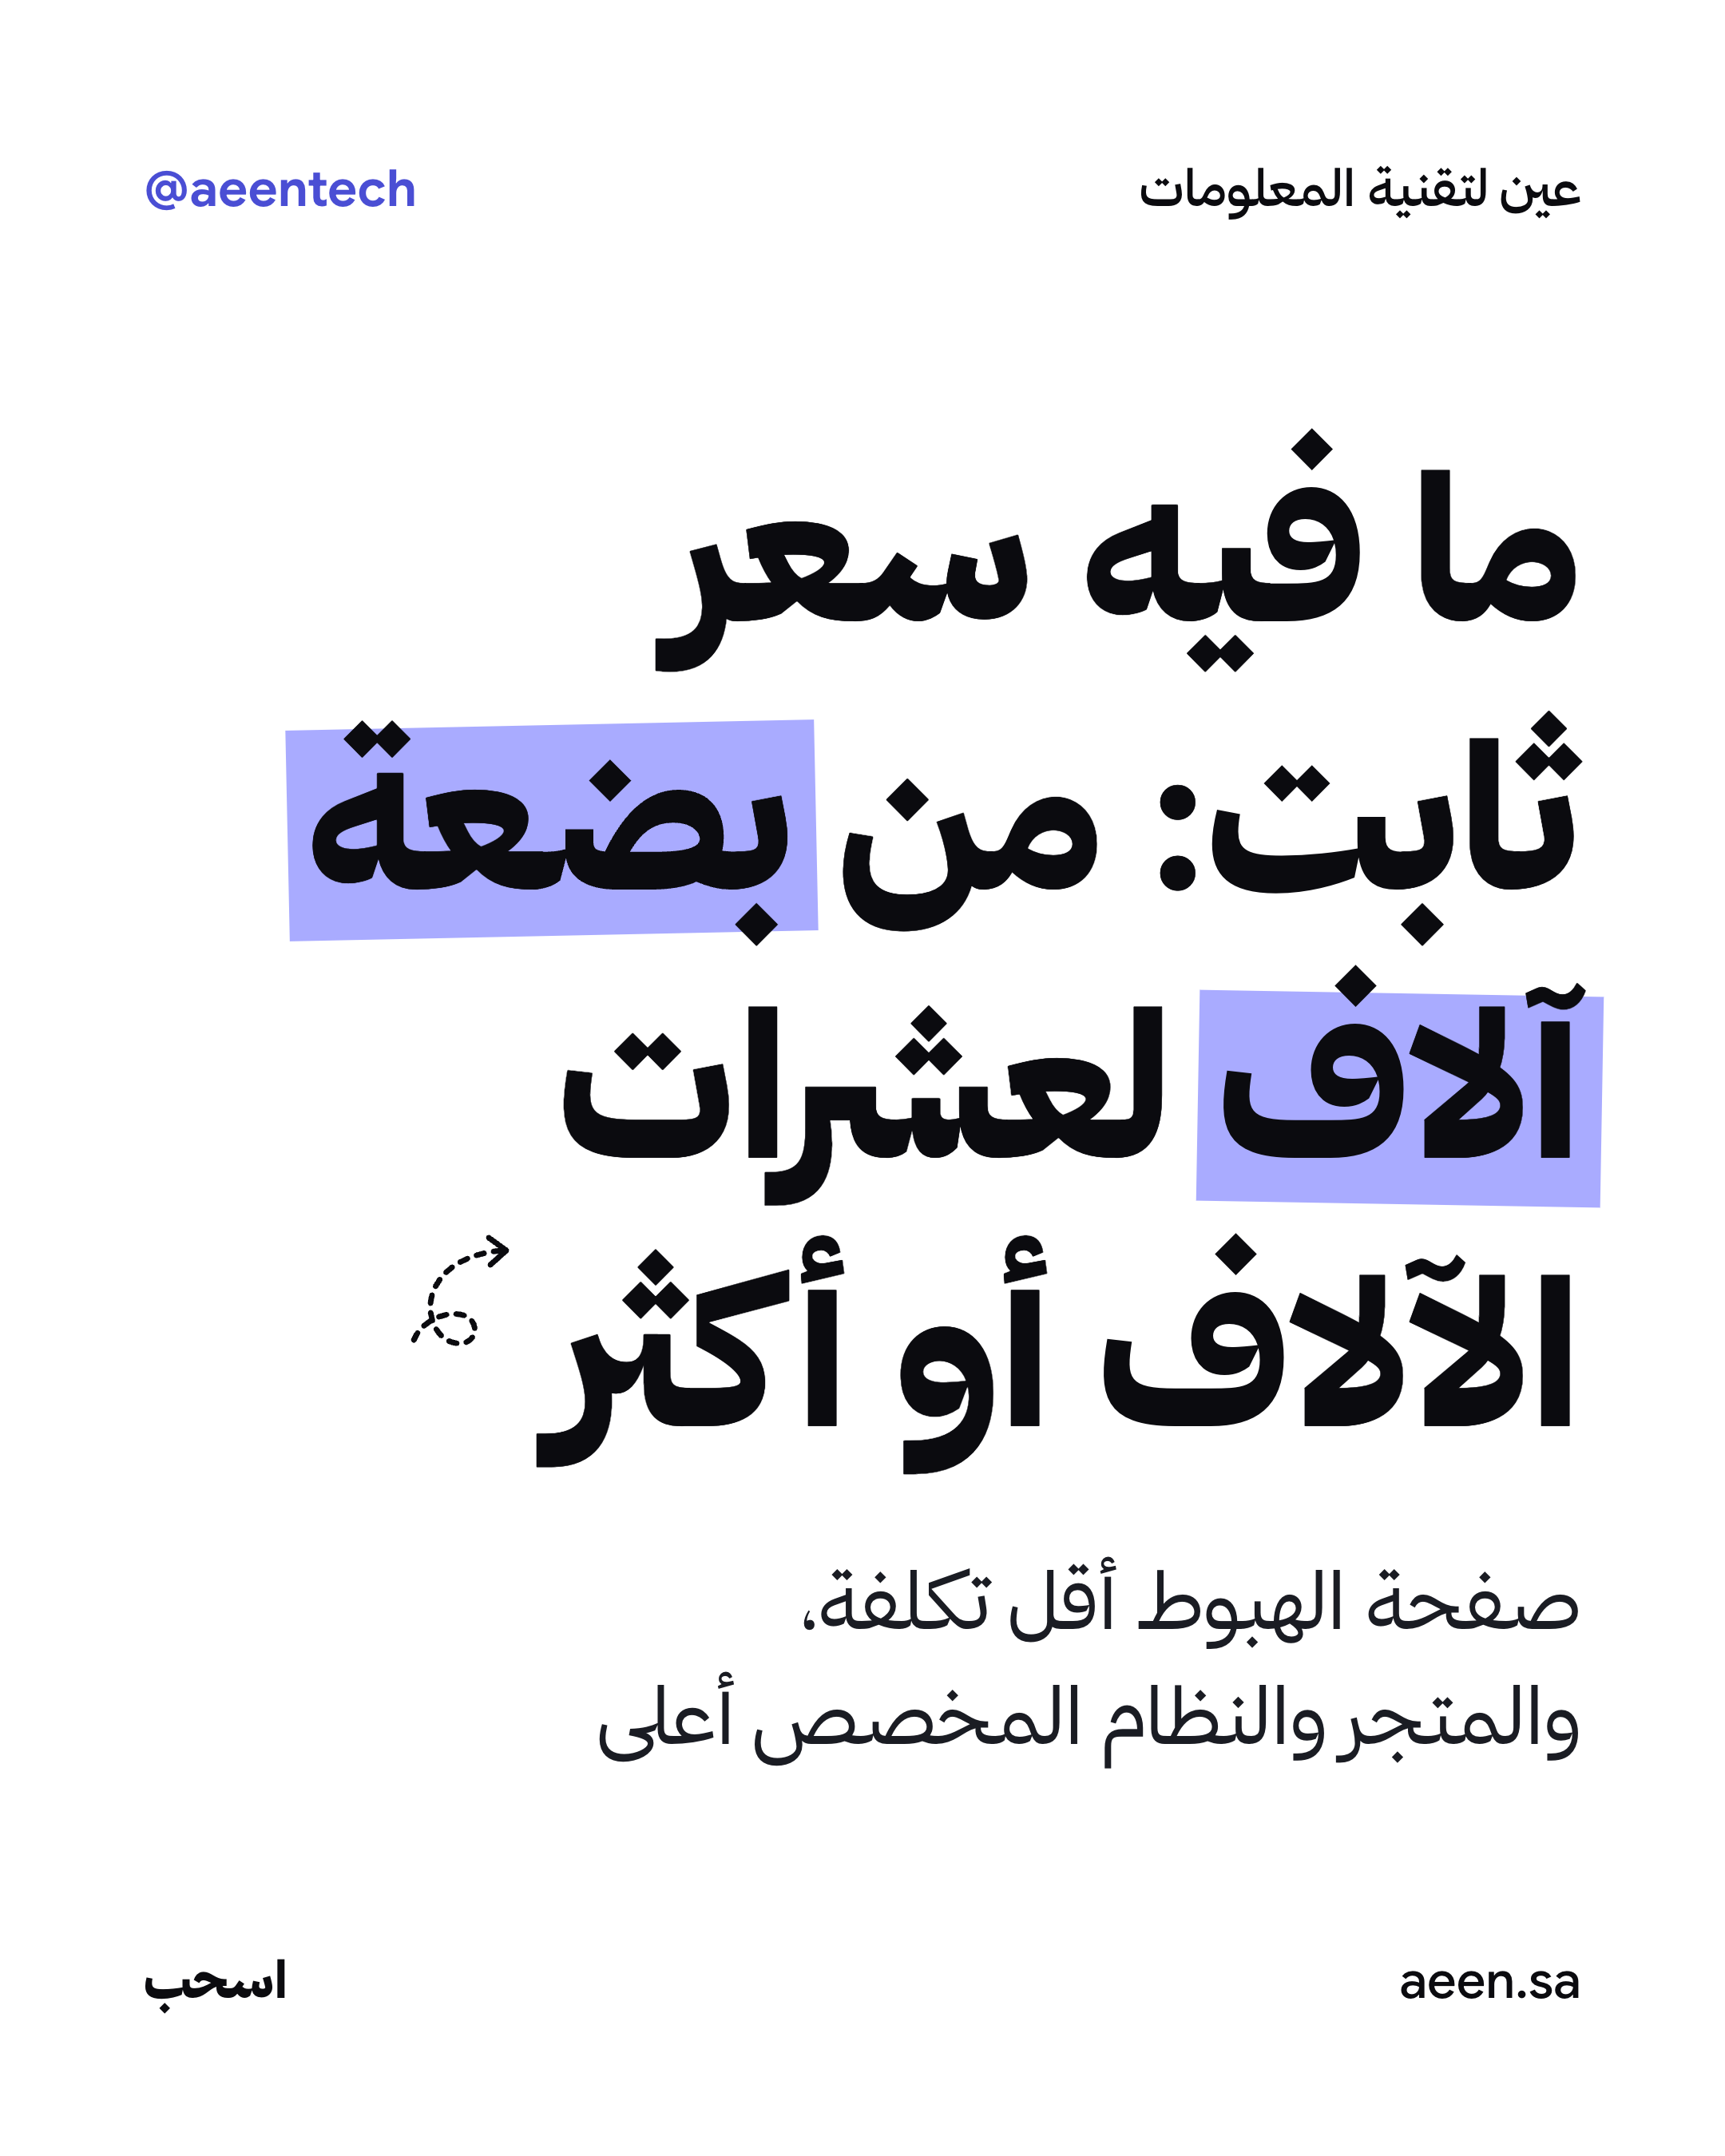 عين لتقنية المعلومات
@aeentech
ما فيه سعر
ثابت: من بضعة
آلاف لعشرات
الآلاف أو أكثر
صفحة الهبوط أقل تكلفة،
والمتجر والنظام المخصص أعلى
aeen.sa
اسحب